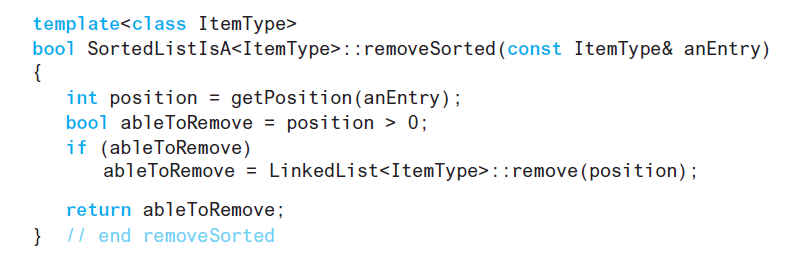 template<class ItemType>
bool SortedListIsA<ItemType>::removeSorted(const ItemType& anEntry)
{
   int position = getPosition(anEntry);
   bool ableToRemove = position > 0;
   if (ableToRemove)
      ableToRemove = LinkedList<ItemType>::remove(position);
   return ableToRemove;
}  // end removeSorted